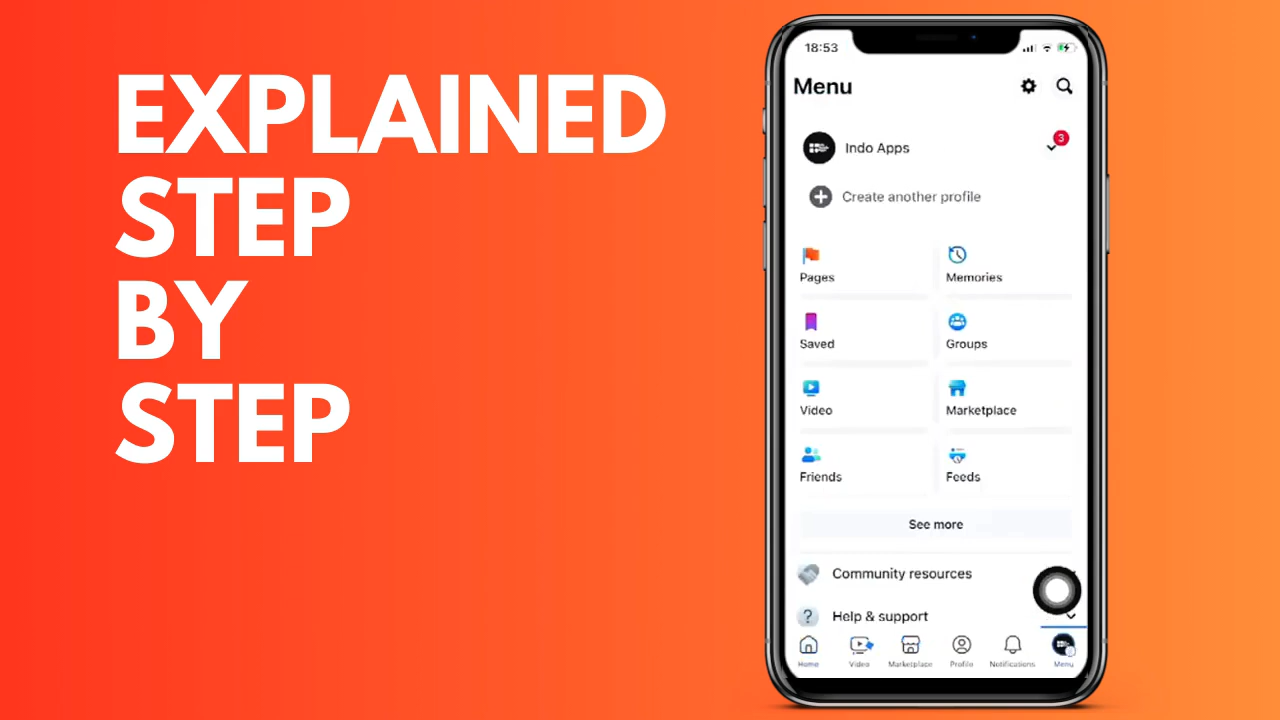 EXPLAINED
STEP
BY
STEP
18:53
Menu
Indo Apps
3
Create another profile
Pages
Memories
Saved
Groups
Video
Marketplace
Friends
Feeds
See more
Community resources
? Help & support
Home Video Marketplace Profile Notifications Menu